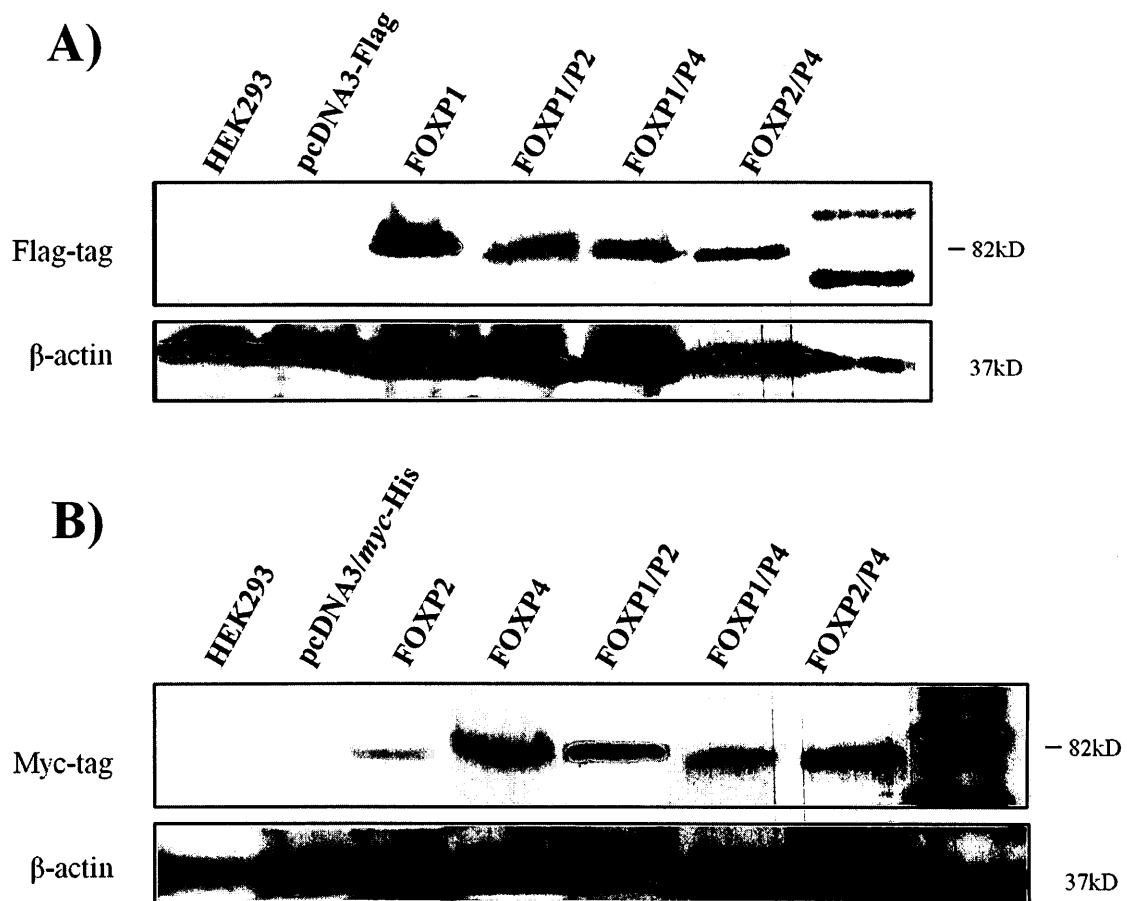 A)
HEK293
pcDNA3-Flag
FOXP1
FOXP1/P2
FOXP1/P4
FOXP2/P4
Flag-tag
– 82kD
β-actin
37kD
B)
HEK293
pcDNA3/myc-His
FOXP2
FOXP4
FOXP1/P2
FOXP1/P4
FOXP2/P4
Myc-tag
– 82kD
β-actin
37kD